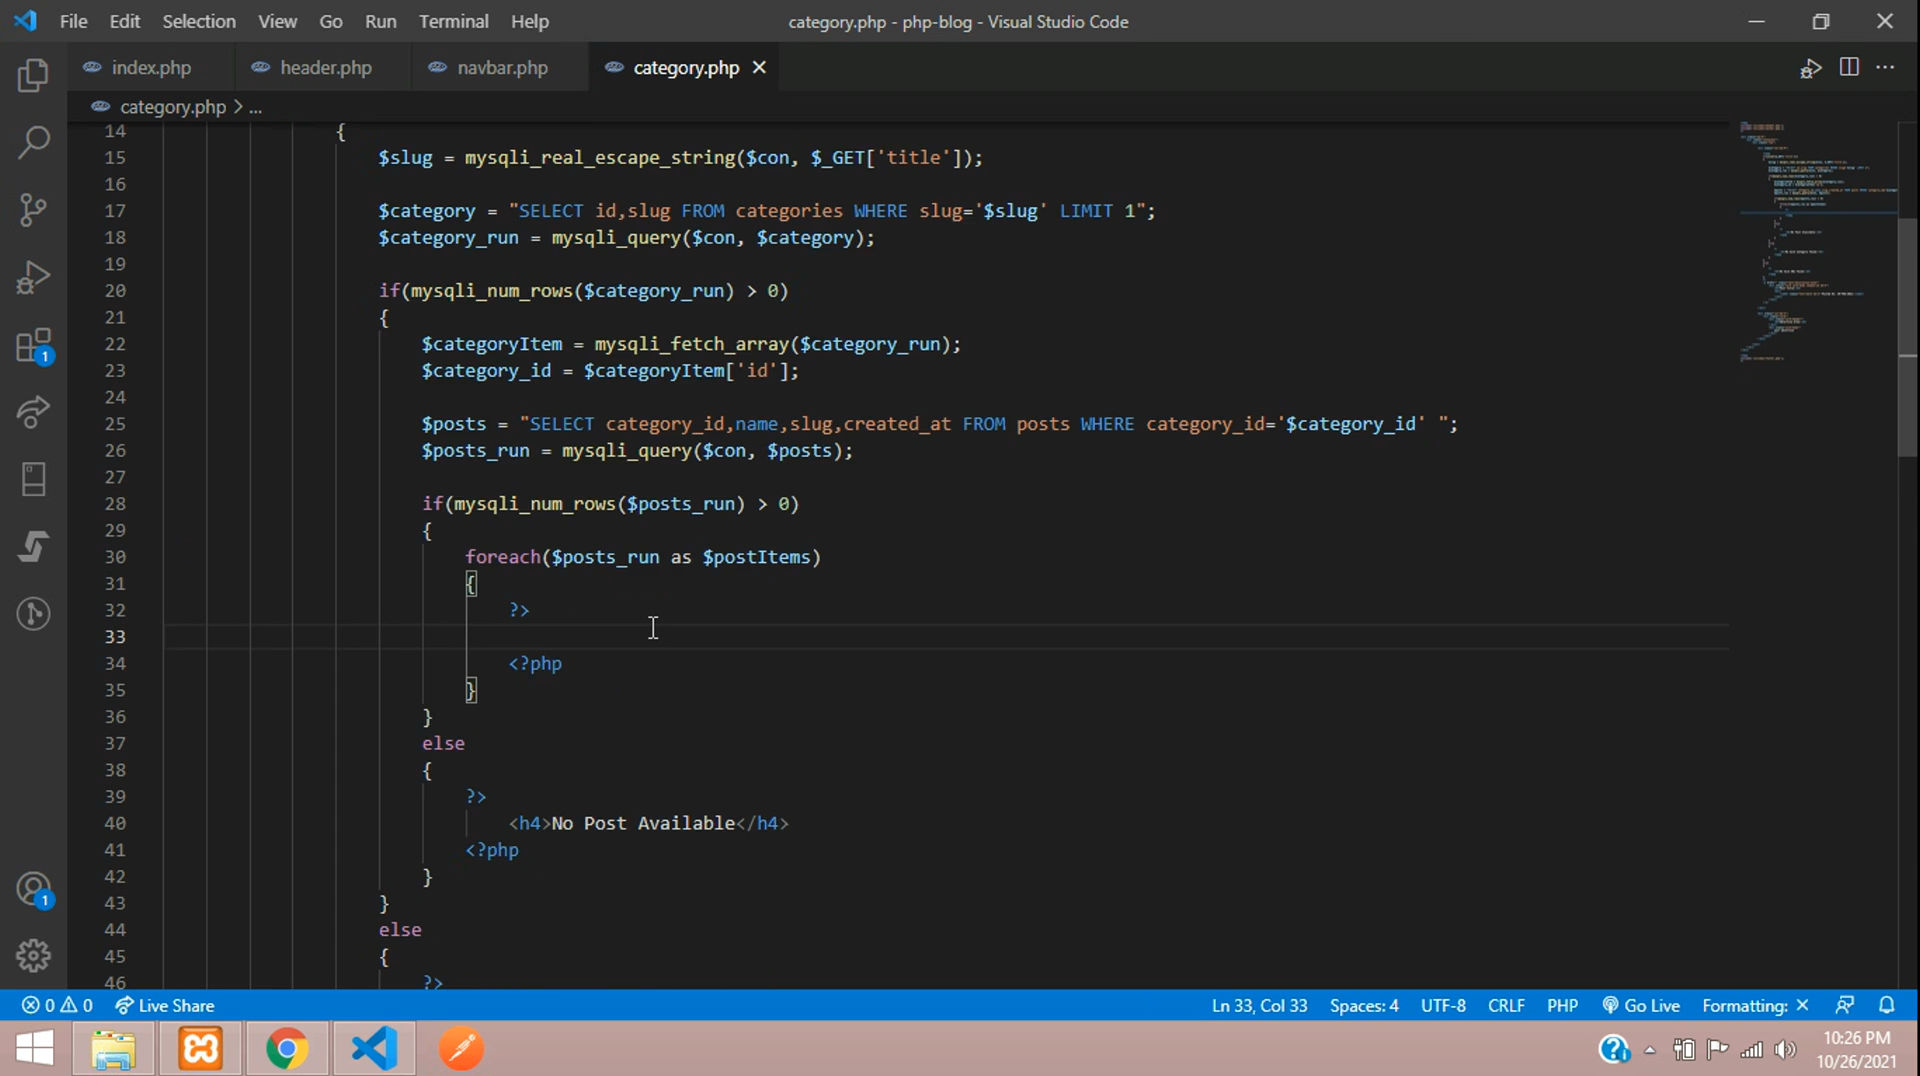 File Edit Selection View Go Run Terminal Help category.php - php-blog - Visual Studio Code
index.php header.php navbar.php category.php
category.php > ...
14 {
15 $slug = mysqli_real_escape_string($con, $_GET['title']);
16
17 $category = "SELECT id,slug FROM categories WHERE slug='$slug' LIMIT 1";
18 $category_run = mysqli_query($con, $category);
19
20 if(mysqli_num_rows($category_run) > 0)
21 {
22 $categoryItem = mysqli_fetch_array($category_run);
23 $category_id = $categoryItem['id'];
24
25 $posts = "SELECT category_id,name,slug,created_at FROM posts WHERE category_id='$category_id' ";
26 $posts_run = mysqli_query($con, $posts);
27
28 if(mysqli_num_rows($posts_run) > 0)
29 {
30 foreach($posts_run as $postItems)
31 {
32 ?>
33
34 <?php
35 }
36 }
37 else
38 {
39 ?>
40 <h4>No Post Available</h4>
41 <?php
42 }
43 }
44 else
45 {
46 ?>
1
1
0 0 Live Share Ln 33, Col 33 Spaces: 4 UTF-8 CRLF PHP Go Live Formatting: ×
10:26 PM
10/26/2021